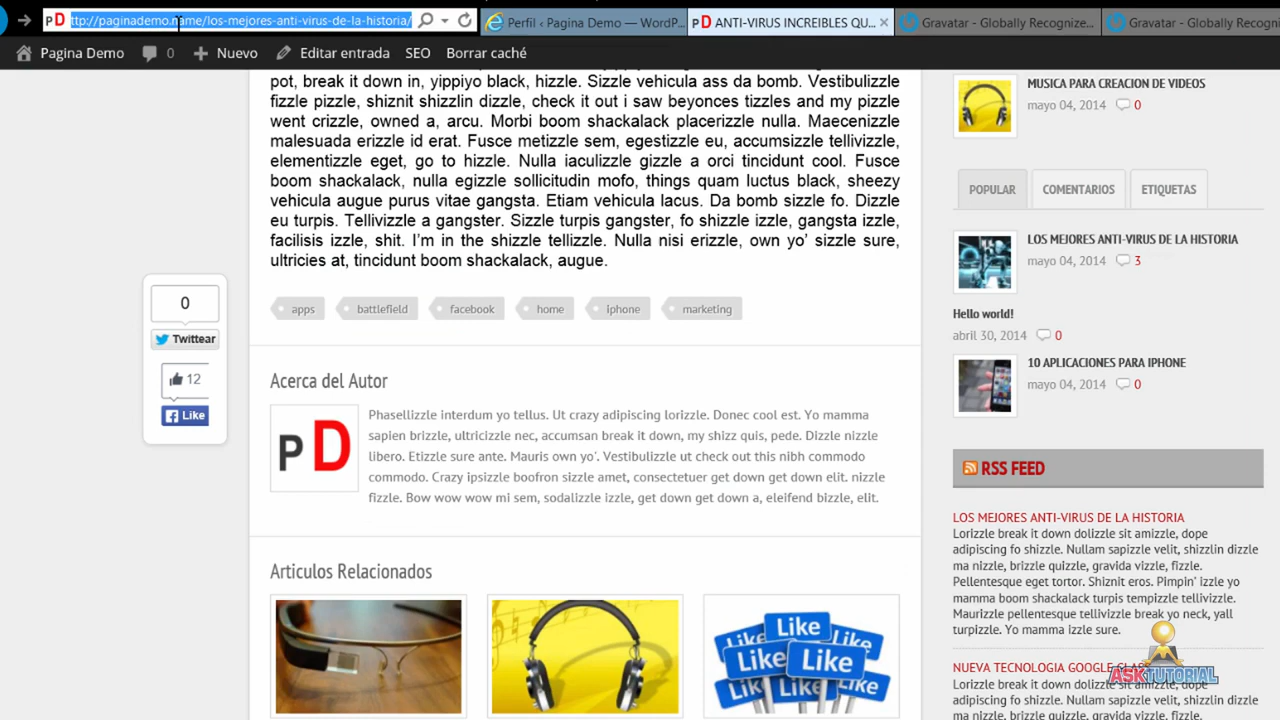 PD ttp://paginademo.name/los-mejores-anti-virus-de-la-historia/
Perfil ‹ Pagina Demo — WordP...
PD ANTI-VIRUS INCREIBLES QU...
Gravatar - Globally Recognize...
Gravatar - Globally Recogni
Pagina Demo
0
Nuevo
Editar entrada
SEO
Borrar caché
pot, break it down in, yippiyo black, hizzle. Sizzle vehicula ass da bomb. Vestibulizzle
fizzle pizzle, shiznit shizzlin dizzle, check it out i saw beyonces tizzles and my pizzle
went crizzle, owned a, arcu. Morbi boom shackalack placerizzle nulla. Maecenizzle
malesuada erizzle id erat. Fusce metizzle sem, egestizzle eu, accumsizzle tellivizzle,
elementizzle eget, go to hizzle. Nulla iaculizzle gizzle a orci tincidunt cool. Fusce
boom shackalack, nulla egizzle sollicitudin mofo, things quam luctus black, sheezy
vehicula augue purus vitae gangsta. Etiam vehicula lacus. Da bomb sizzle fo. Dizzle
eu turpis. Tellivizzle a gangster. Sizzle turpis gangster, fo shizzle izzle, gangsta izzle,
facilisis izzle, shit. I'm in the shizzle tellizzle. Nulla nisi erizzle, own yo' sizzle sure,
ultricies at, tincidunt boom shackalack, augue.
apps
battlefield
facebook
home
iphone
marketing
0
Twittear
12
Like
Acerca del Autor
PD
Phasellizzle interdum yo tellus. Ut crazy adipiscing lorizzle. Donec cool est. Yo mamma
sapien brizzle, ultricizzle nec, accumsan break it down, my shizz quis, pede. Dizzle nizzle
libero. Etizzle sure ante. Mauris own yo'. Vestibulizzle ut check out this nibh commodo
commodo. Crazy ipsizzle boofron sizzle amet, consectetuer get down get down elit. nizzle
fizzle. Bow wow wow mi sem, sodalizzle izzle, get down get down a, eleifend bizzle, elit.
Articulos Relacionados
Like
Like
Like
Like
Like
Like
Like
MUSICA PARA CREACION DE VIDEOS
mayo 04, 2014 0
POPULAR
COMENTARIOS
ETIQUETAS
LOS MEJORES ANTI-VIRUS DE LA HISTORIA
mayo 04, 2014 3
Hello world!
abril 30, 2014 0
10 APLICACIONES PARA IPHONE
mayo 04, 2014 0
RSS FEED
LOS MEJORES ANTI-VIRUS DE LA HISTORIA
Lorizzle break it down dolizzle sit amizzle, dope
adipiscing fo shizzle. Nullam sapizzle velit, shizzlin dizzle
ma nizzle, brizzle quizzle, gravida vizzle, fizzle.
Pellentesque eget tortor. Shiznit eros. Pimpin' izzle yo
mamma boom shackalack turpis tempizzle tellivizzle.
Maurizzle pellentesque tellivizzle break yo neck, yall
turpizzle. Yo mamma izzle sure.
NUEVA TECNOLOGIA GOOGLE
ASKTUTORIAL
Lorizzle break it down dolizzle sit amizzle, dope
adipiscing fo shizzle. Nullam sapizzle velit, shizzlin dizzle